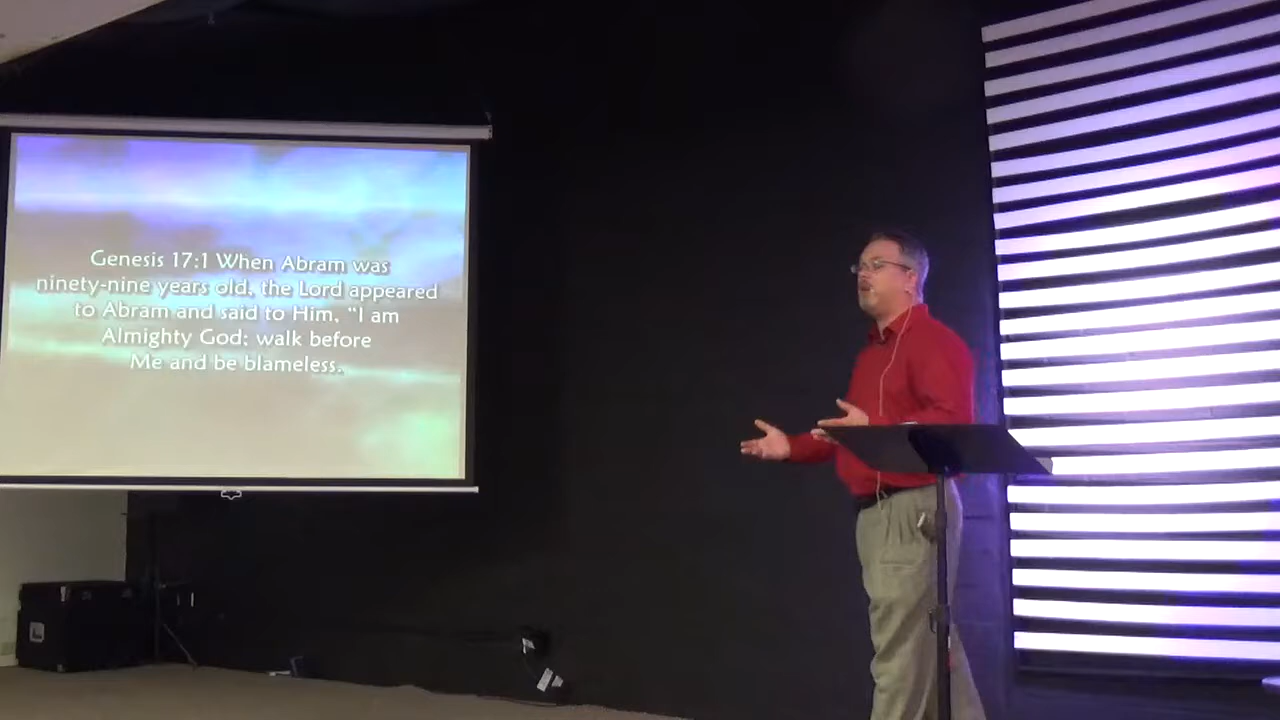 Genesis 17:1 When Abram was
ninety-nine years old, the Lord appeared
to Abram and said to Him, "I am
Almighty God; walk before
Me and be blameless.